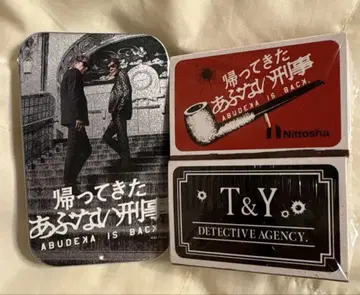 帰ってきた
あぶない刑事
ABUDEKA IS BACK.
帰ってきた
あぶない刑事
ABUDEKA IS BACK.
Nittosha
T&Y
DETECTIVE AGENCY.